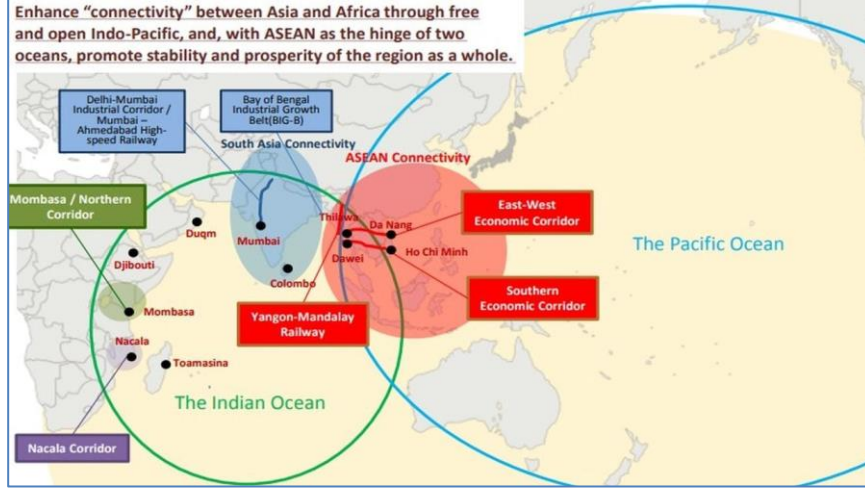 Enhance “connectivity” between Asia and Africa through free
and open Indo-Pacific, and, with ASEAN as the hinge of two
oceans, promote stability and prosperity of the region as a whole.
Delhi-Mumbai
Industrial Corridor /
Mumbai –
Ahmedabad High-
speed Railway
Bay of Bengal
Industrial Growth
Belt(BIG-B)
South Asia Connectivity
ASEAN Connectivity
Mombasa / Northern
Corridor
East-West
Economic Corridor
Duqm
Mumbai
Thilawa
Da Nang
The Pacific Ocean
Djibouti
Dawei
Ho Chi Minh
Colombo
Southern
Economic Corridor
Mombasa
Yangon-Mandalay
Railway
Nacala
Toamasina
The Indian Ocean
Nacala Corridor